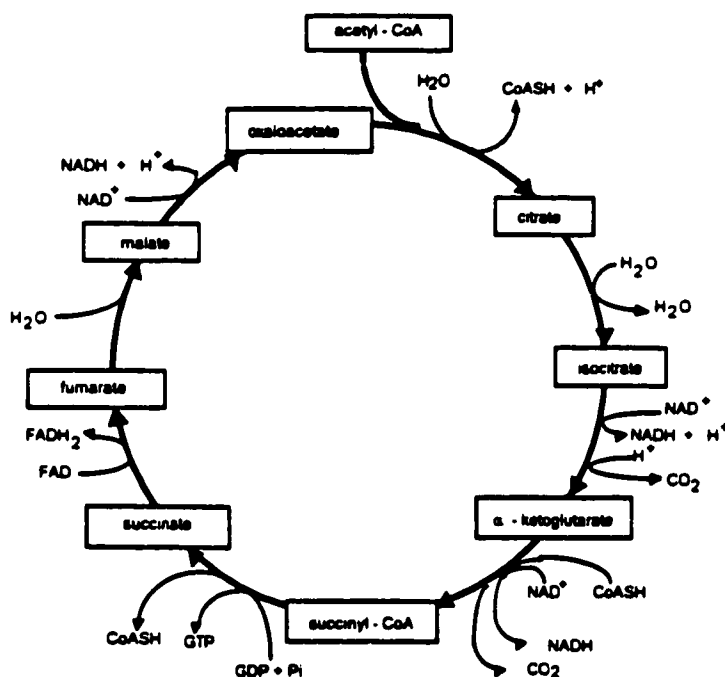 acetyl - CoA
H2O
CoASH + H+
oxaloacetate
NADH + H+
NAD+
citrate
malate
H2O
H2O
H2O
isocitrate
fumarate
NAD+
NADH + H+
FADH2
H+
FAD
CO2
succinate
α - ketoglutarate
NAD+
CoASH
succinyl - CoA
CoASH
GTP
NADH
GDP + Pi
CO2